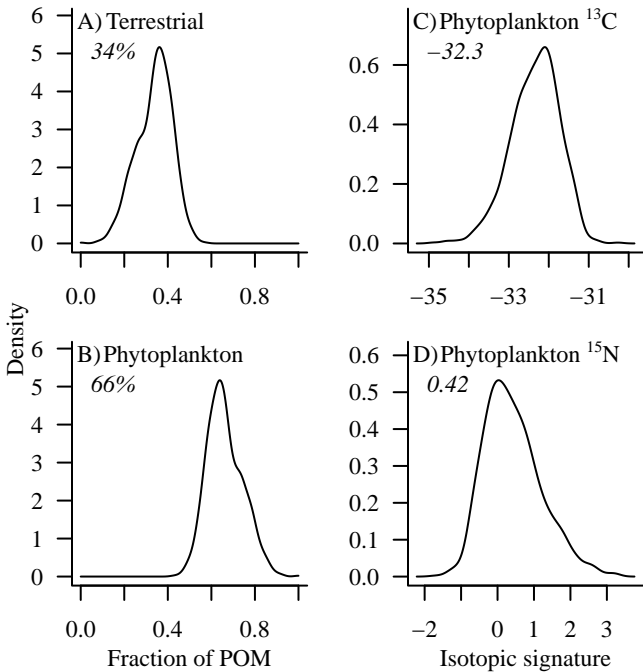 A) Terrestrial
34%
6
5
4
3
2
1
0
0.0 0.4 0.8
C) Phytoplankton ¹³C
−32.3
0.6
0.4
0.2
0.0
−35 −33 −31
Density
B) Phytoplankton
66%
6
5
4
3
2
1
0
0.0 0.4 0.8
Fraction of POM
D) Phytoplankton ¹⁵N
0.42
0.6
0.5
0.4
0.3
0.2
0.1
0.0
−2 0 1 2 3
Isotopic signature